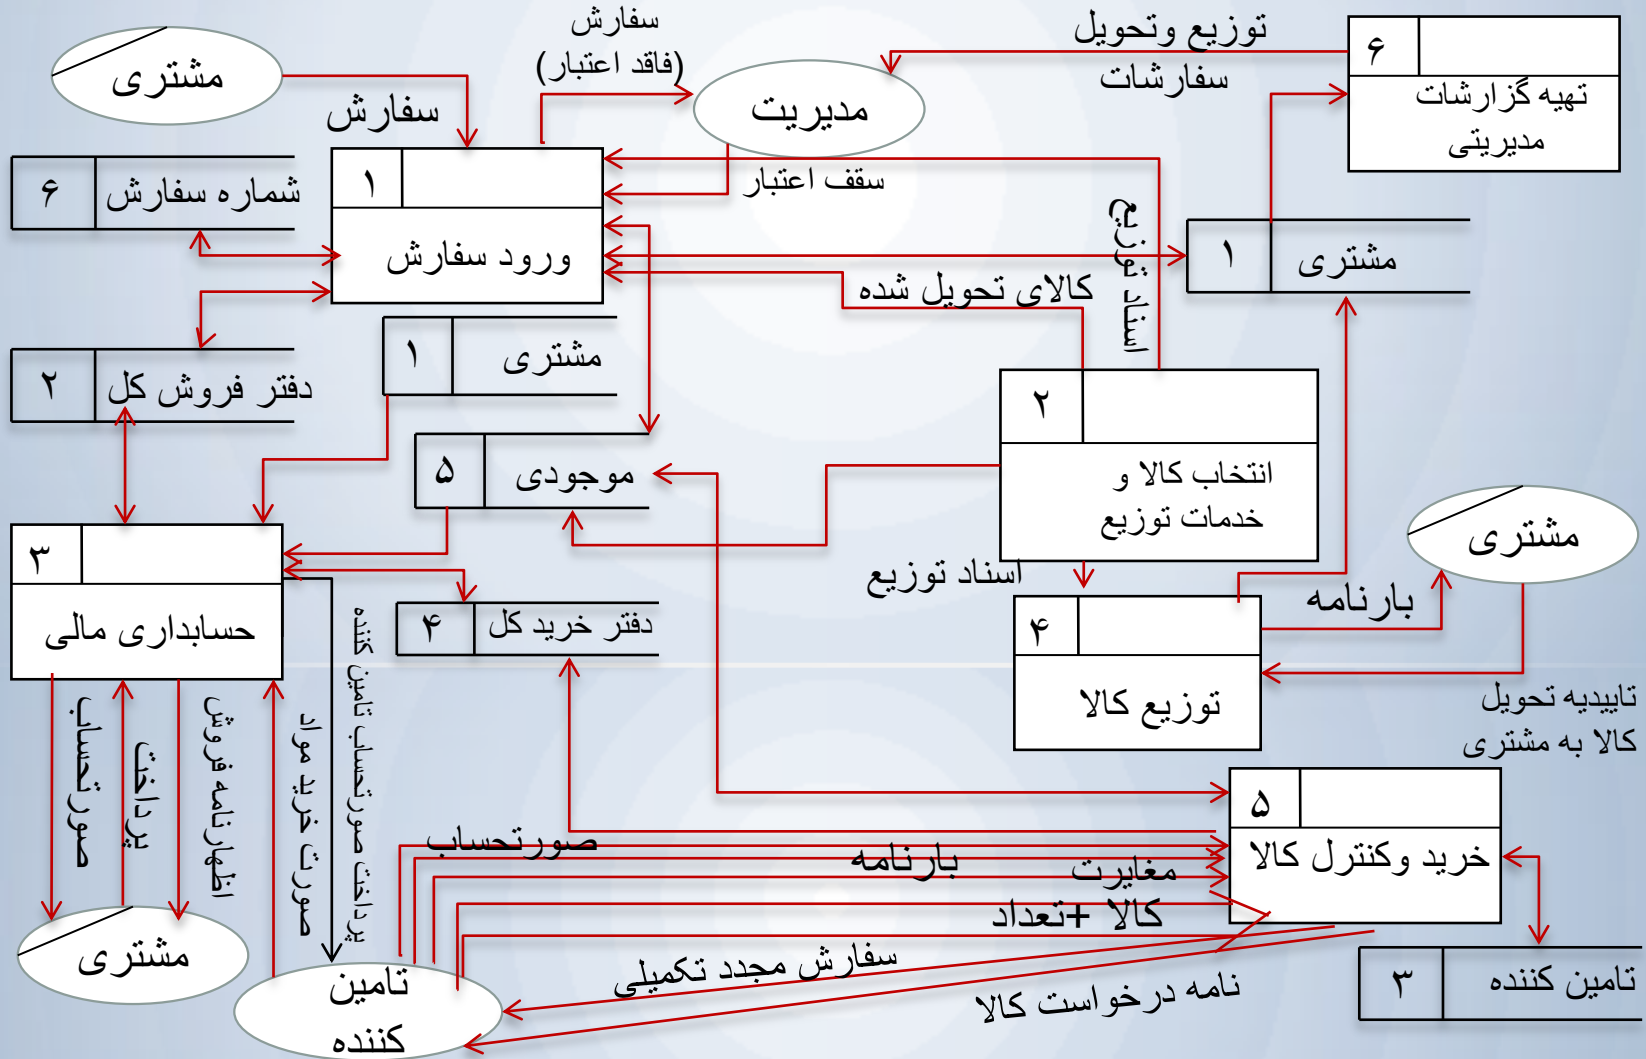 سفارش
(فاقد اعتبار)
توزیع وتحویل
سفارشات
۶
تهیه گزارشات
مدیریتی
مشتری
مدیریت
سفارش
۱
ورود سفارش
سقف اعتبار
۶
شماره سفارش
اسناد توزیع
۱
مشتری
کالای تحویل شده
۱
مشتری
۲
دفتر فروش کل
۲
انتخاب کالا و
خدمات توزیع
۵
موجودی
مشتری
۳
حسابداری مالی
اسناد توزیع
بارنامه
۴
دفتر خرید کل
۴
توزیع کالا
تاییدیه تحویل
کالا به مشتری
صورتحساب
پرداخت
اظهارنامه فروش
صورت خرید مواد
پرداخت صورتحساب تامین کننده
۵
خرید وکنترل کالا
صورتحساب
بارنامه
مغایرت
کالا +تعداد
سفارش مجدد تکمیلی
نامه درخواست کالا
مشتری
تامین
کننده
۳
تامین کننده